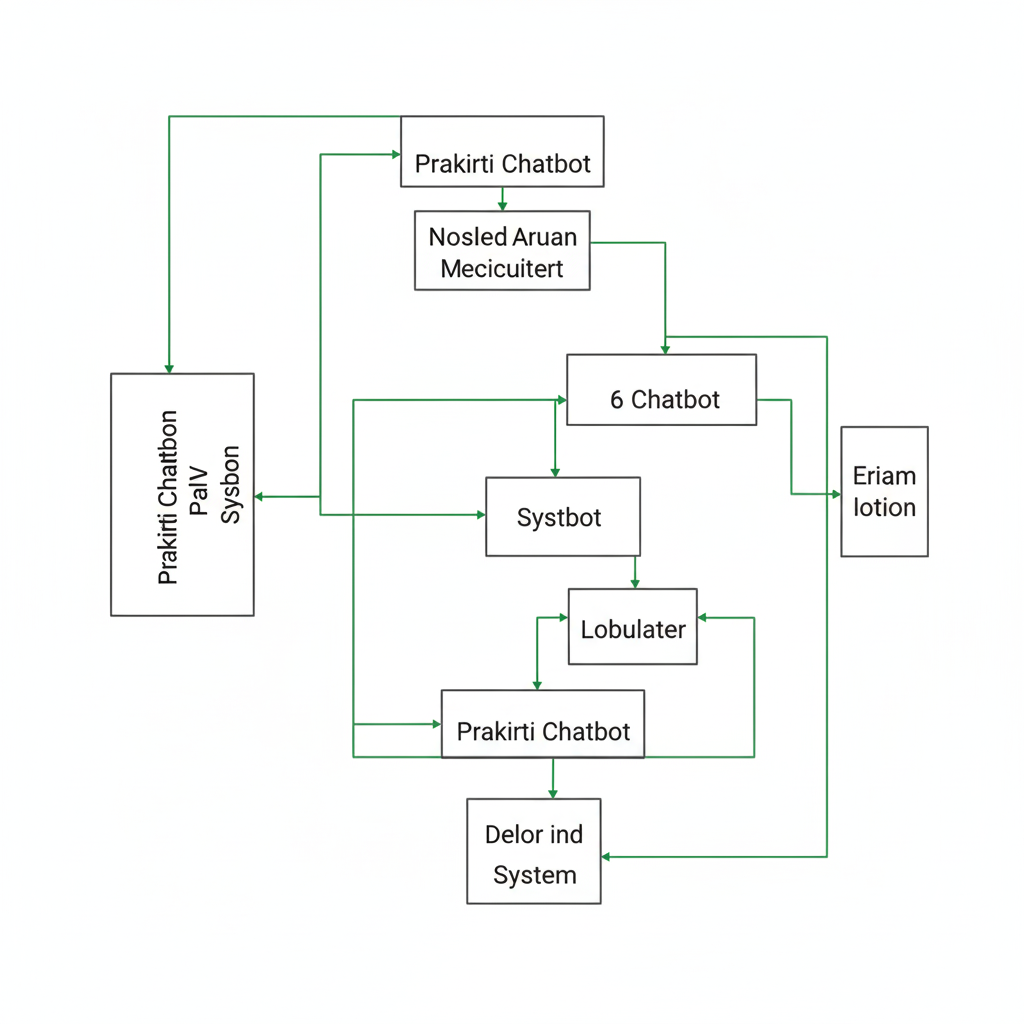 Prakirti Chatbot
Nosled Aruan
Mecicuitert
6 Chatbot
Prakirti Chattbon
PalV
Sysbon
Eriam
lotion
Systbot
Lobulater
Prakirti Chatbot
Delor ind
System